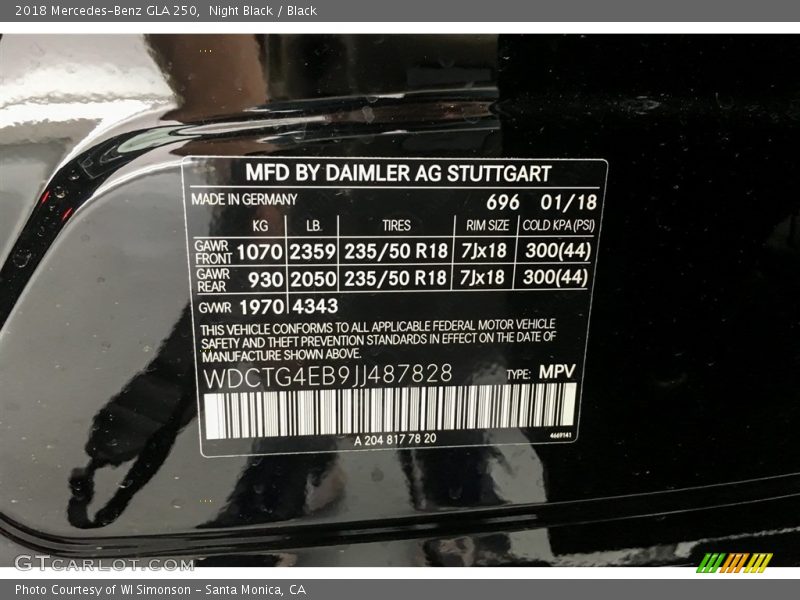 2018 Mercedes-Benz GLA 250,  Night Black / Black
MFD BY DAIMLER AG STUTTGART
MADE IN GERMANY 696 01/18
KG LB. TIRES RIM SIZE COLD KPA (PSI)
GAWR FRONT 1070 2359 235/50 R18 7Jx18 300(44)
GAWR REAR 930 2050 235/50 R18 7Jx18 300(44)
GWR 1970 4343
THIS VEHICLE CONFORMS TO ALL APPLICABLE FEDERAL MOTOR VEHICLE
SAFETY AND THEFT PREVENTION STANDARDS IN EFFECT ON THE DATE OF
MANUFACTURE SHOWN ABOVE.
WDCTG4EB9JJ487828 TYPE: MPV
A 204 817 78 20 4669141
GTcarlot.com
Photo Courtesy of WI Simonson - Santa Monica, CA